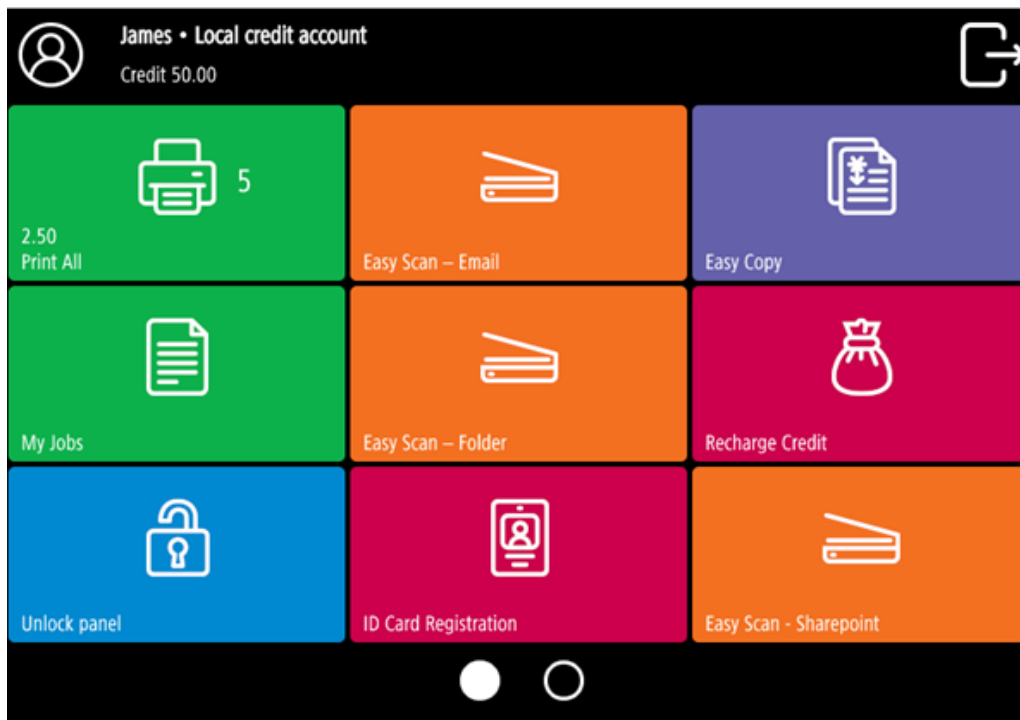 James • Local credit account
Credit 50.00
5
2.50
Print All
Easy Scan – Email
Easy Copy
My Jobs
Easy Scan – Folder
Recharge Credit
Unlock panel
ID Card Registration
Easy Scan - Sharepoint